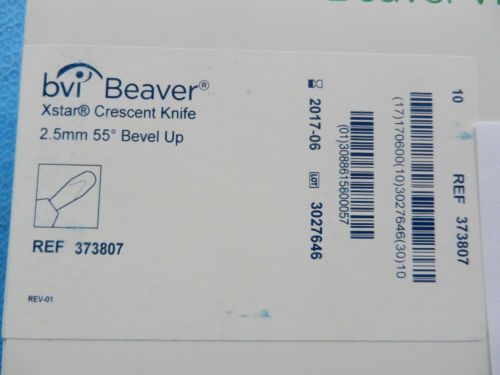 bvi Beaver®
Xstar® Crescent Knife
2.5mm 55° Bevel Up
REF 373807
REV-01
2017-06
LOT 3027646
(01)30886158000057
(17)170600(10)3027646(30)10
10
REF 373807